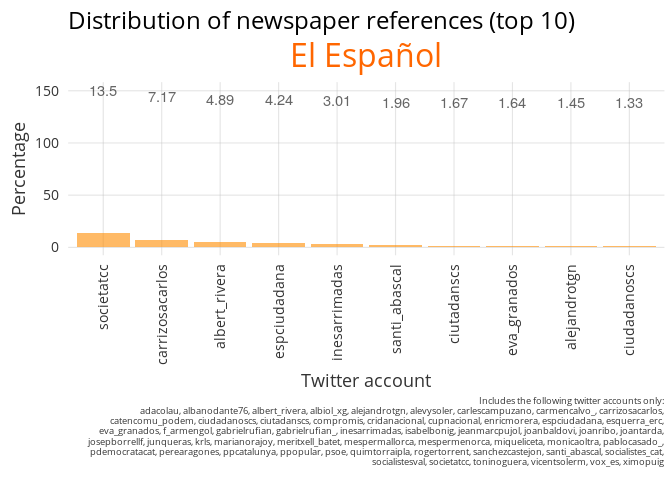 Distribution of newspaper references (top 10)
El Español
13.5 7.17 4.89 4.24 3.01 1.96 1.67 1.64 1.45 1.33
150
100
50
0
Percentage
societatcc
carrizosacarlos
albert_rivera
espciudadana
inesarrimadas
santi_abascal
ciutadanscs
eva_granados
alejandrotgn
ciudadanoscs
Twitter account
Includes the following twitter accounts only:
adacolau, albanodante76, albert_rivera, albiol_xg, alejandrotgn, alevysoler, carlescampuzano, carmencalvo_, carrizosacarlos,
catencomu_podem, ciudadanoscs, ciutadanscs, compromis, cridanacional, cupnacional, enricmorera, espciudadana, esquerra_erc,
eva_granados, f_armengol, gabrielrufian, gabrielrufian_, inesarrimadas, isabelbonig, jeanmarcpujol, joanbaldovi, joanribo, joantarda,
josepborrellf, junqueras, krls, marianorajoy, meritxell_batet, mespermallorca, mespermenorca, miqueliceta, monicaoltra, pablocasado_,
pdemocratacat, perearagones, ppcatalunya, ppopular, psoe, quimtorraipla, rogertorrent, sanchezcastejon, santi_abascal, socialistes_cat,
socialistesval, societatcc, toninoguera, vicentsolerm, vox_es, ximopuig